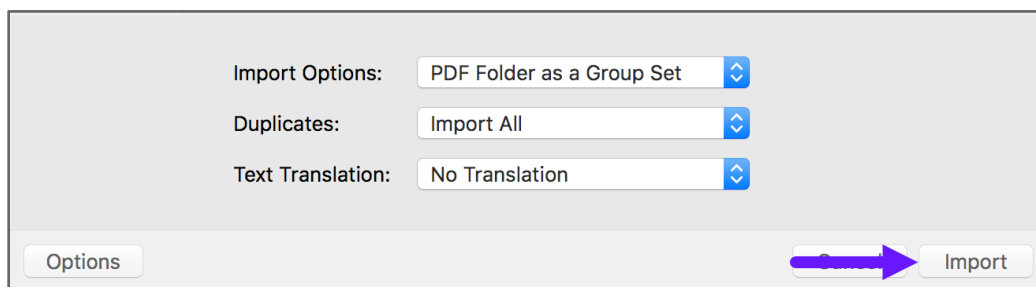 Import Options: PDF Folder as a Group Set
Duplicates: Import All
Text Translation: No Translation
Options Import